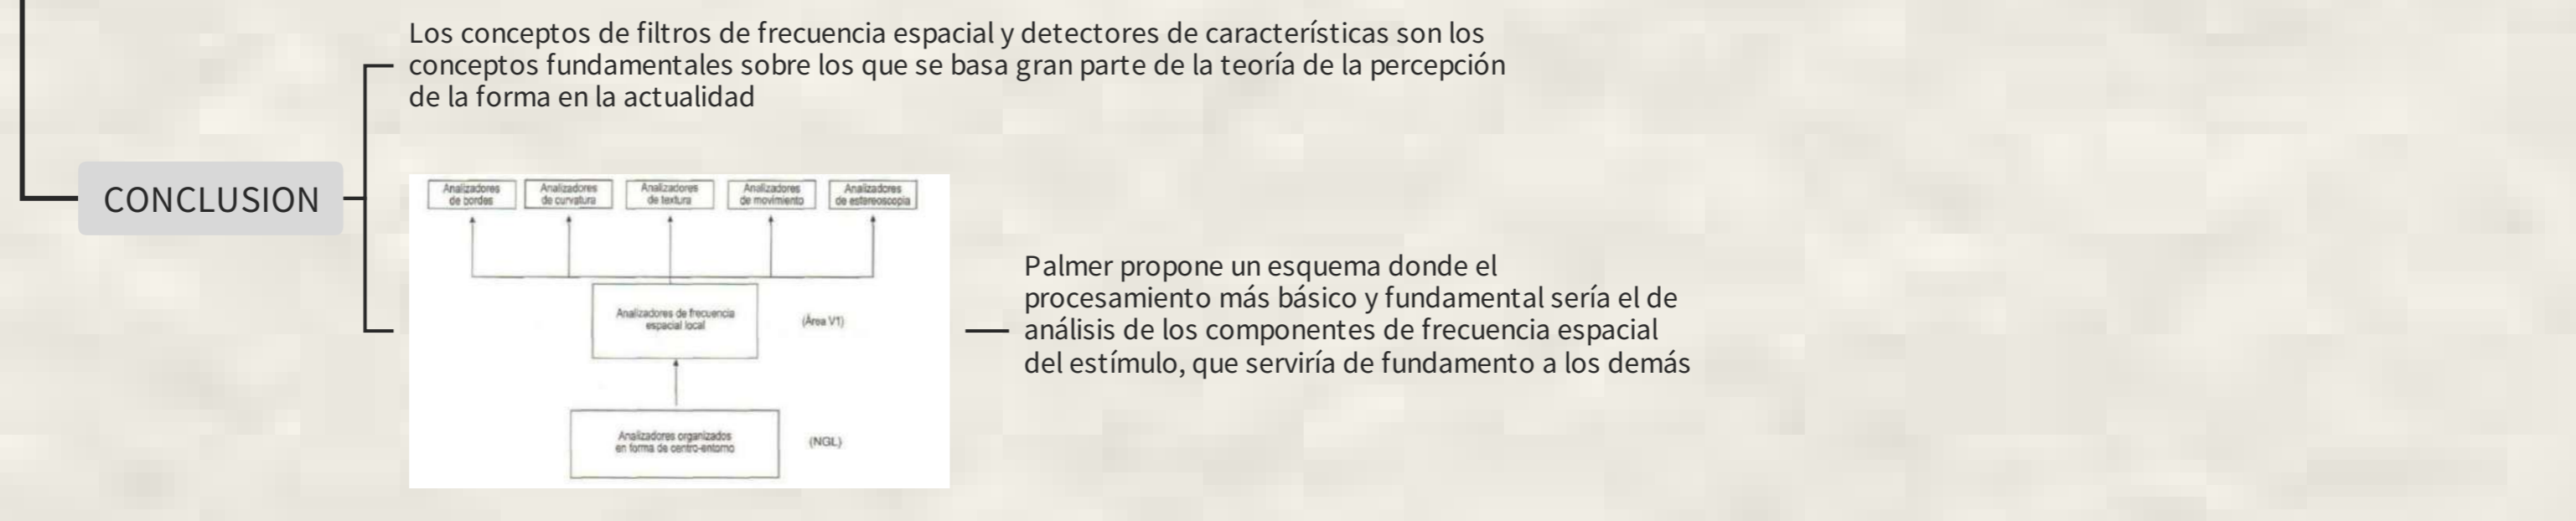 Los conceptos de filtros de frecuencia espacial y detectores de características son los
conceptos fundamentales sobre los que se basa gran parte de la teoría de la percepción
de la forma en la actualidad
CONCLUSION
Analizadores
de bordes
Analizadores
de curvatura
Analizadores
de textura
Analizadores
de movimiento
Analizadores
de estereoscopia
Analizadores de frecuencia
espacial local
(Área V1)
Analizadores organizados
en forma de centro-entorno
(NGL)
Palmer propone un esquema donde el
procesamiento más básico y fundamental sería el de
análisis de los componentes de frecuencia espacial
del estímulo, que serviría de fundamento a los demás